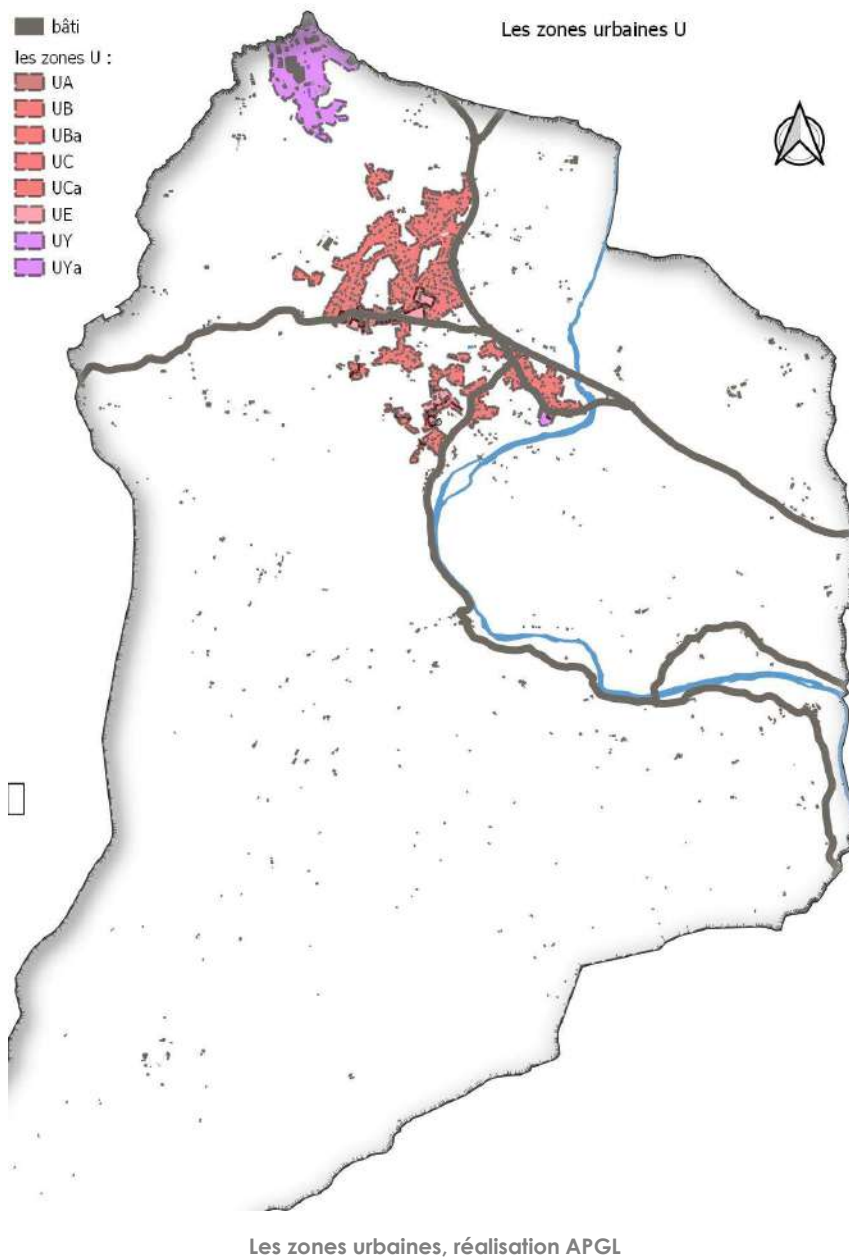 Les zones urbaines U
bâti
les zones U :
UA
UB
UBa
UC
UCa
UE
UY
UYa
Les zones urbaines, réalisation APGL